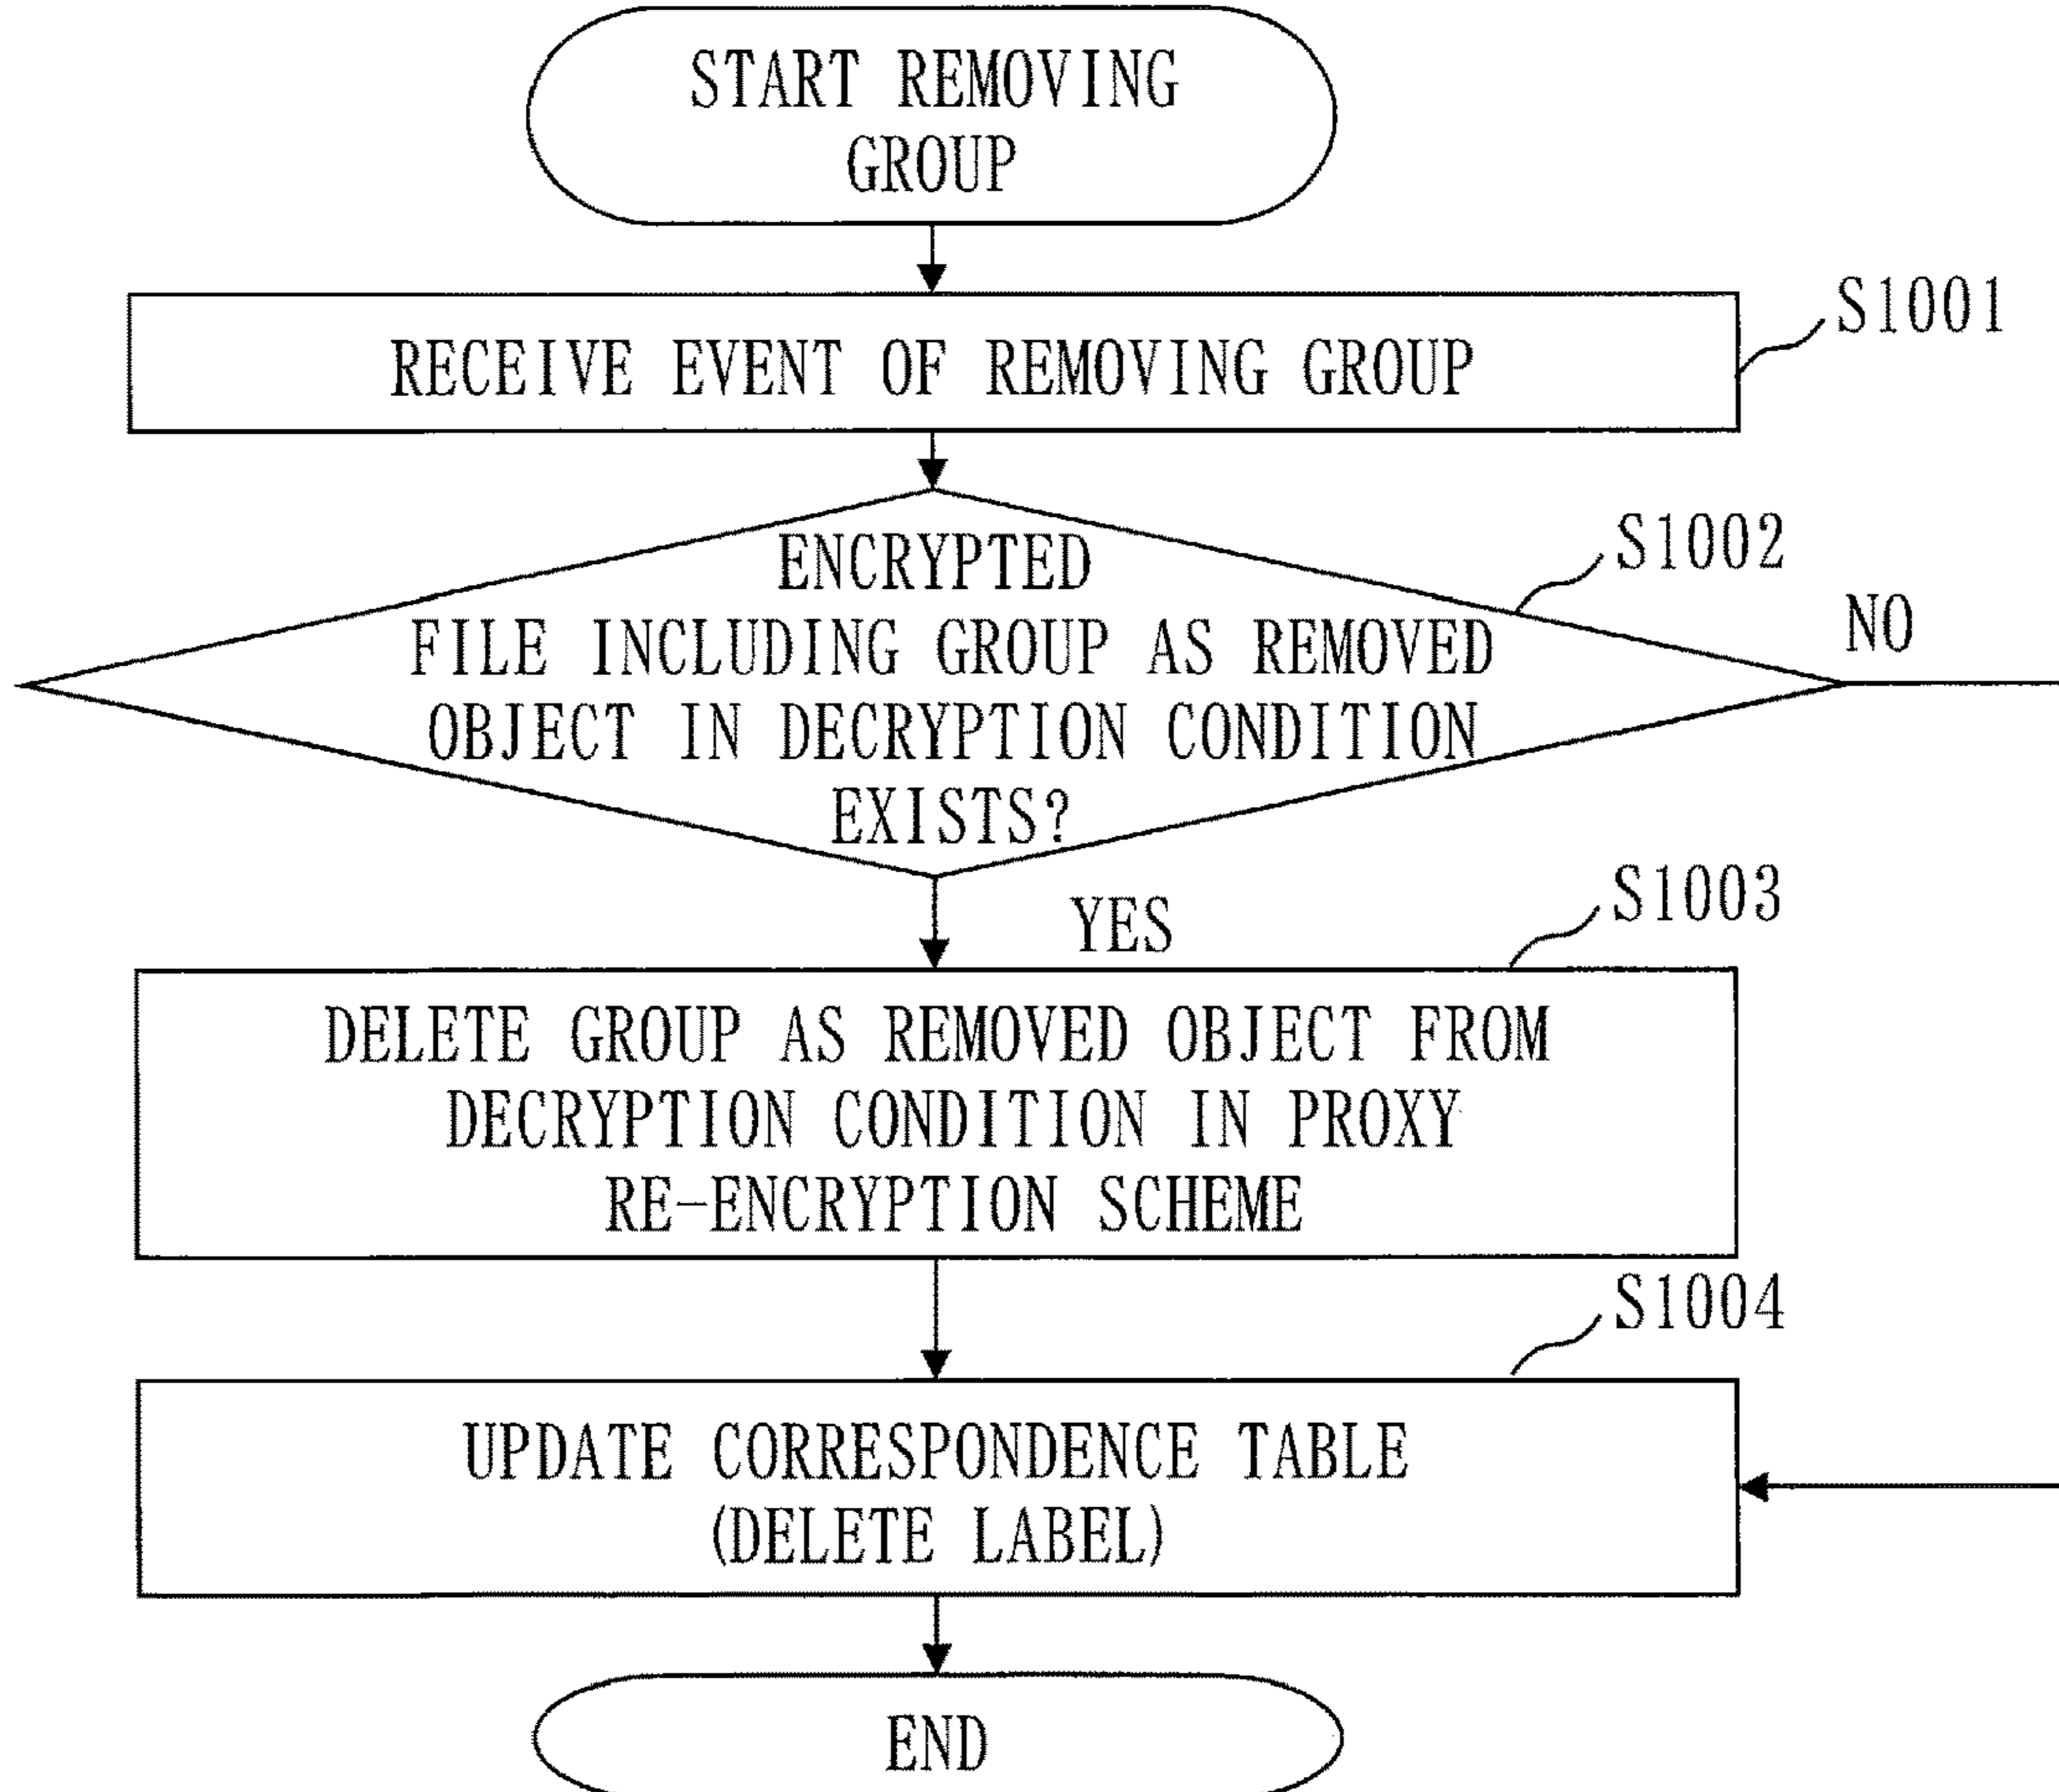 START REMOVING
GROUP
S1001
RECEIVE EVENT OF REMOVING GROUP
S1002
NO
ENCRYPTED
FILE INCLUDING GROUP AS REMOVED
OBJECT IN DECRYPTION CONDITION
EXISTS?
YES
S1003
DELETE GROUP AS REMOVED OBJECT FROM
DECRYPTION CONDITION IN PROXY
RE-ENCRYPTION SCHEME
S1004
UPDATE CORRESPONDENCE TABLE
(DELETE LABEL)
END